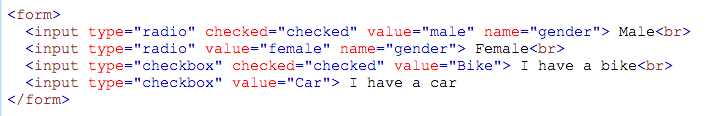 <form>
  <input type="radio" checked="checked" value="male" name="gender"> Male<br>
  <input type="radio" value="female" name="gender"> Female<br>
  <input type="checkbox" checked="checked" value="Bike"> I have a bike<br>
  <input type="checkbox" value="Car"> I have a car
</form>